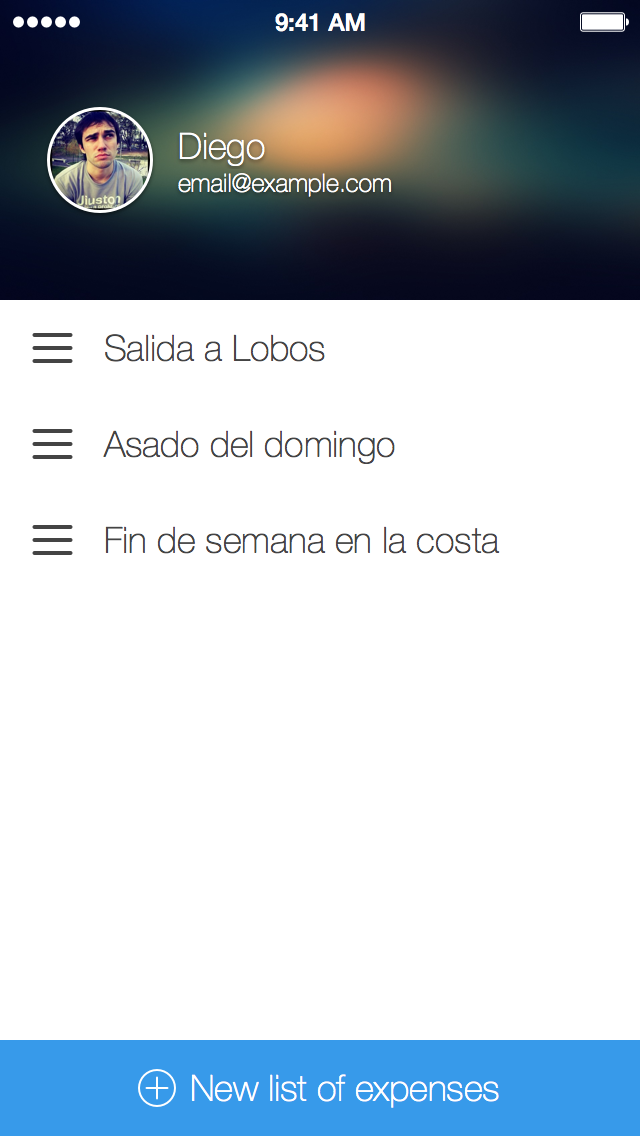 9:41 AM
Diego
email@example.com
Salida a Lobos
Asado del domingo
Fin de semana en la costa
New list of expenses